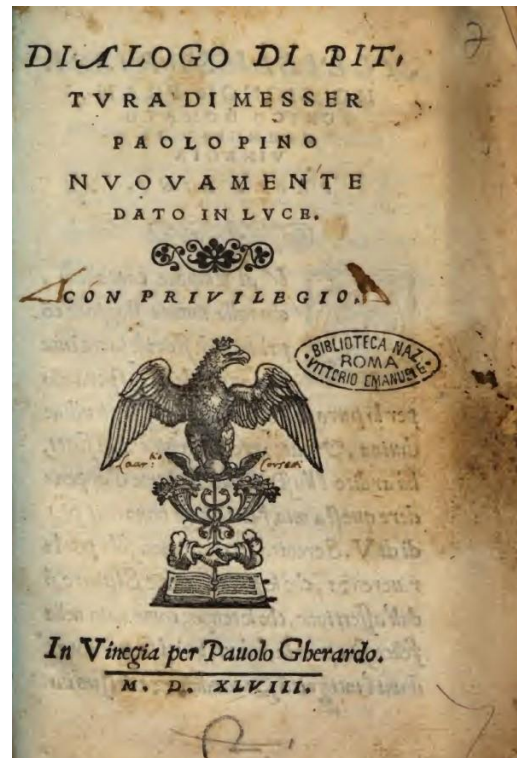 DIALOGO DI PIT,
TVRA DI MESSER
PAOLO PINO
NVOVAMENTE
DATO IN LVCE.
CON PRIVILEGIO.
BIBLIOTECA NAZ.
ROMA
VITTORIO EMANUELE
In Vinegia per Pauolo Gherardo.
M. D. XLVIII.